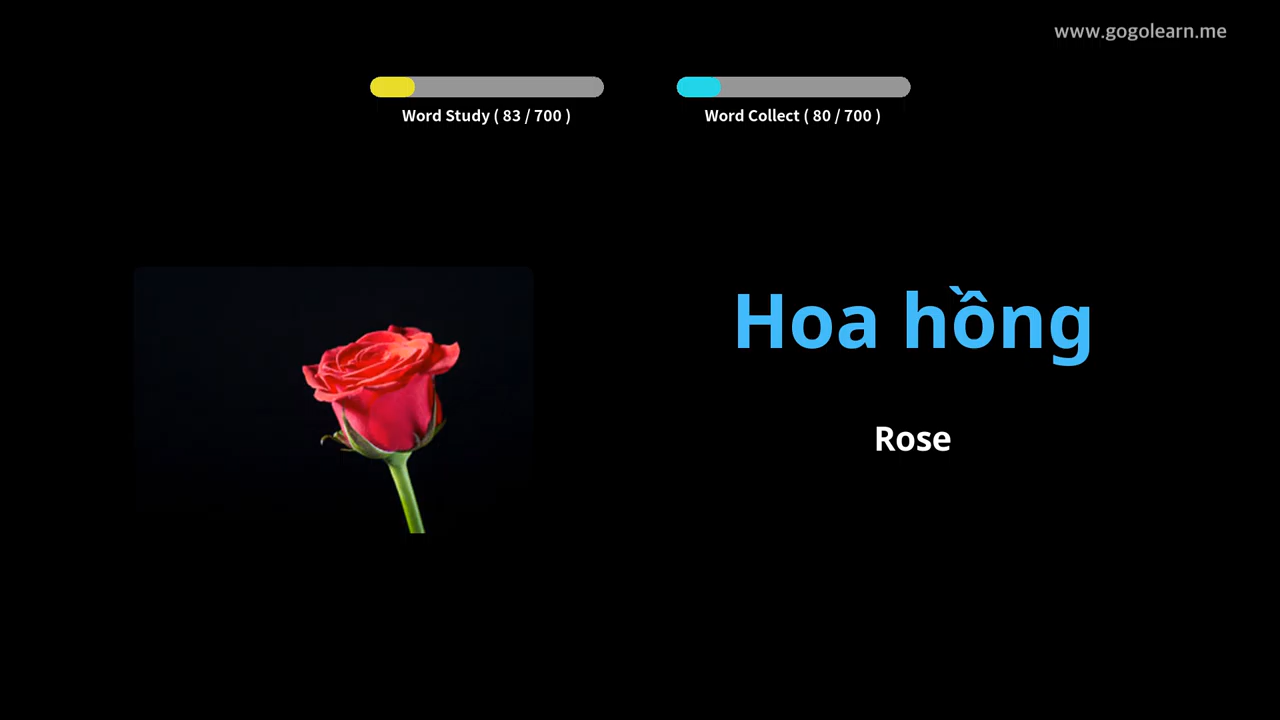 www.gogolearn.me
Word Study ( 83 / 700 )
Word Collect ( 80 / 700 )
Hoa hồng
Rose